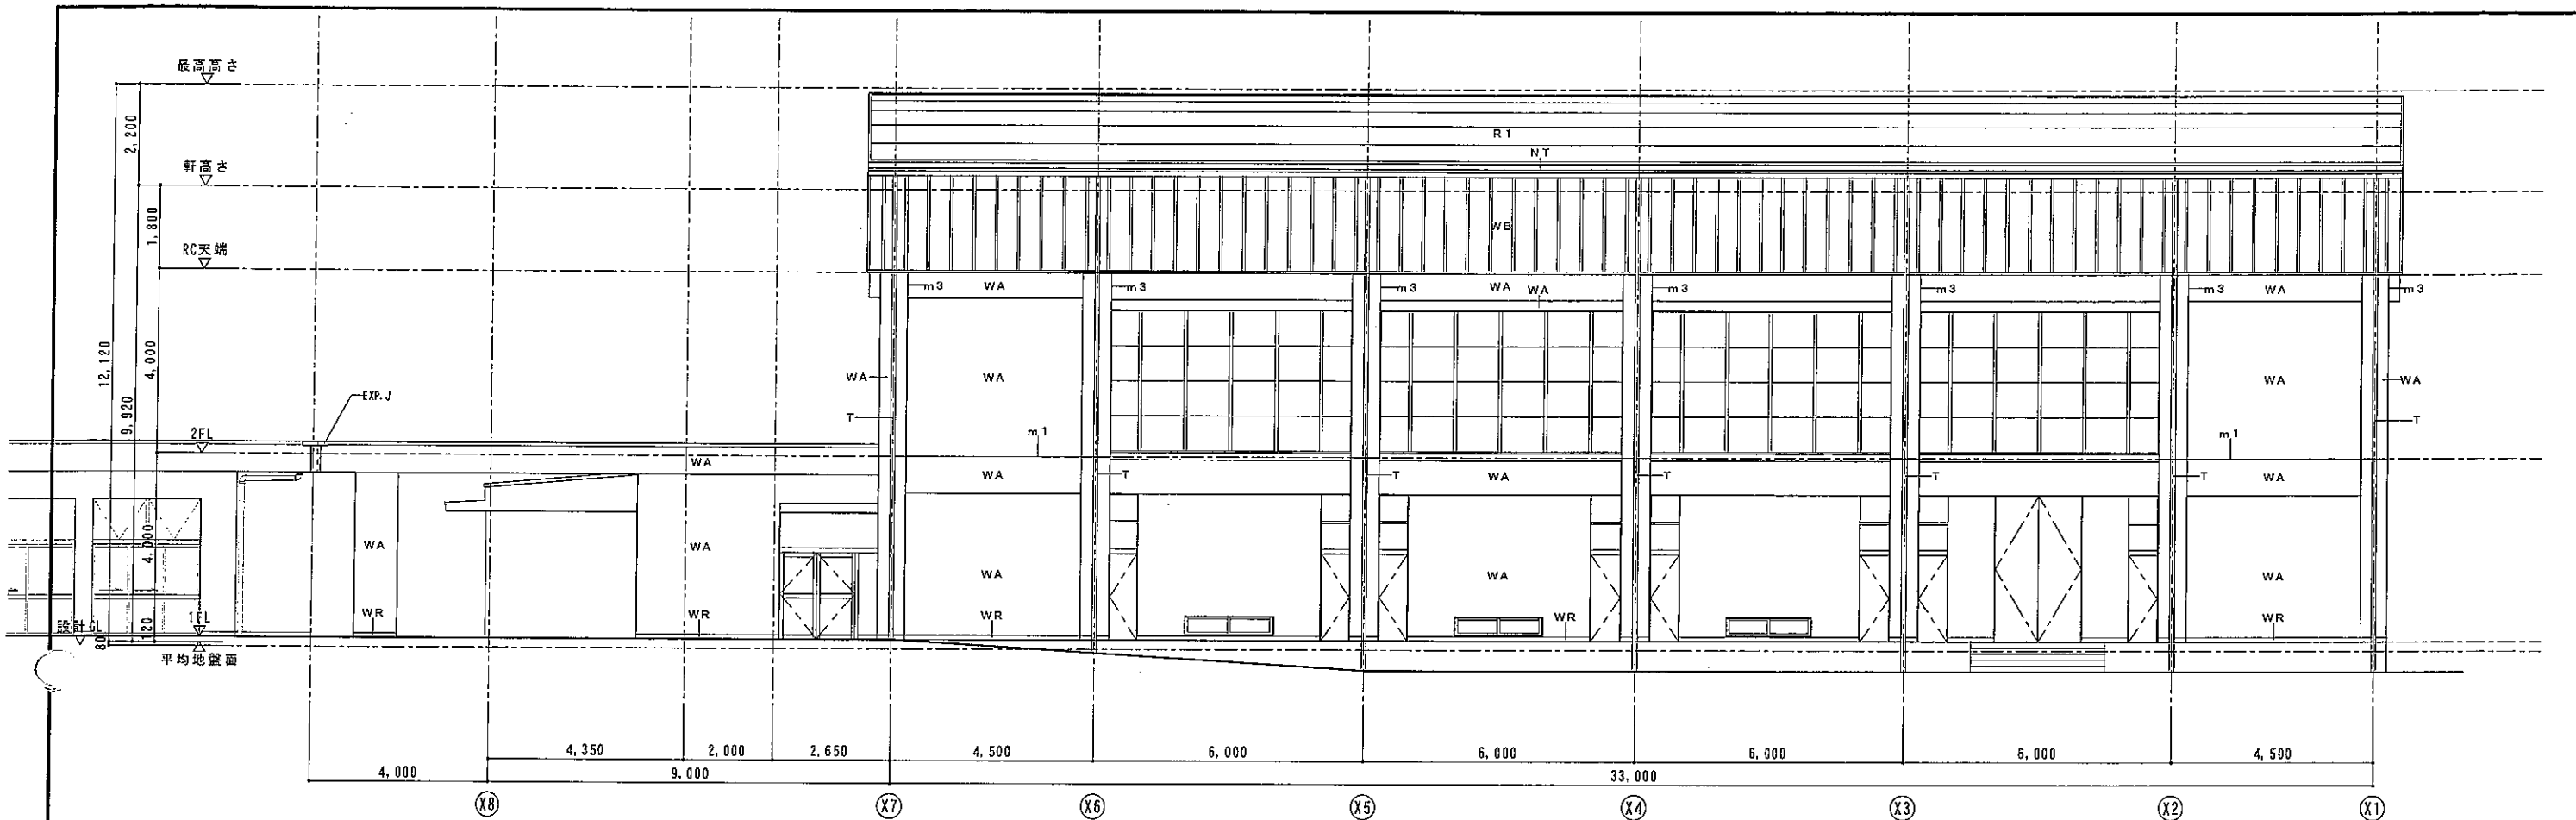 最高高さ
2,200
R1
NT
軒高さ
1,800
WB
RC天端
m3 WA m3 m3 WA WA m3 m3 m3 WA m3
12,120
9,920
4,000
WA WA WA WA
EXP.J
T T
2FL m1 m1
WA WA T T WA T T T WA
4,000
WA WA WA WA WA
WR WR WR WR WR
設計GL 1FL
80 120
平均地盤面
4,350 2,000 2,650 4,500 6,000 6,000 6,000 6,000 4,500
4,000 9,000 33,000
X8 X7 X6 X5 X4 X3 X2 X1